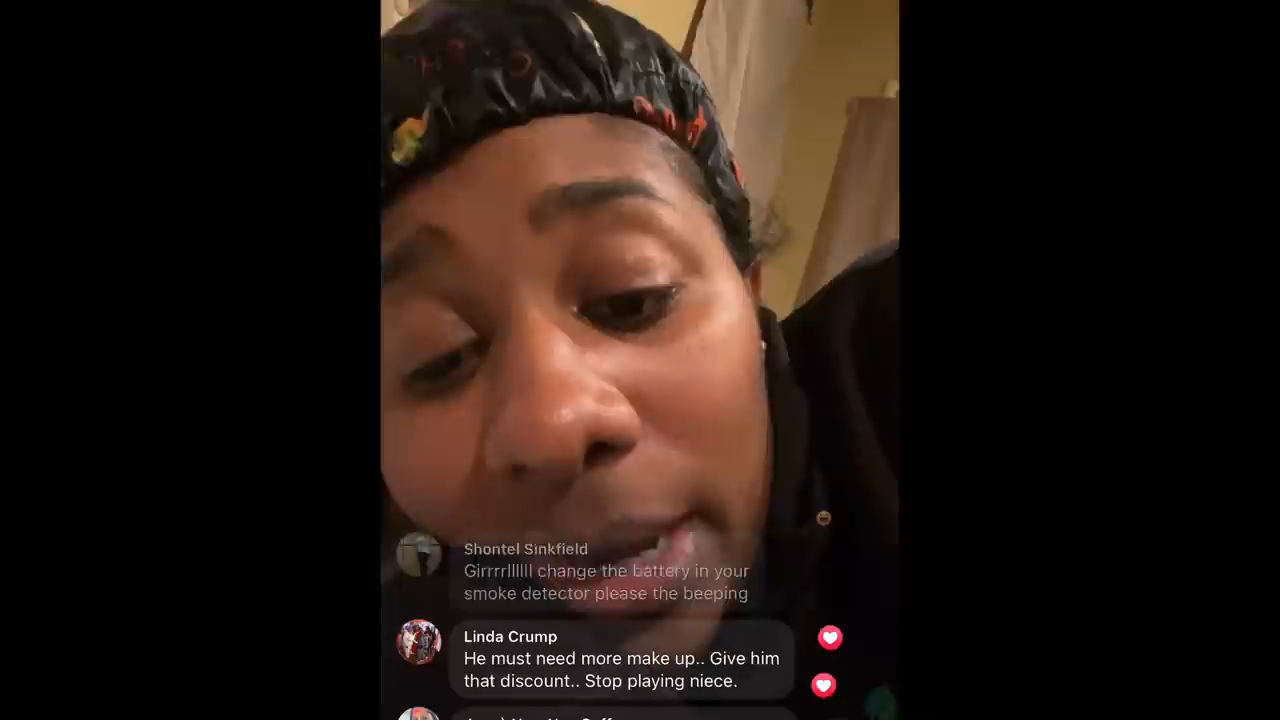 Shontel Sinkfield
Girrrrllllll change the battery in your
smoke detector please the beeping
Linda Crump
He must need more make up.. Give him
that discount.. Stop playing niece.